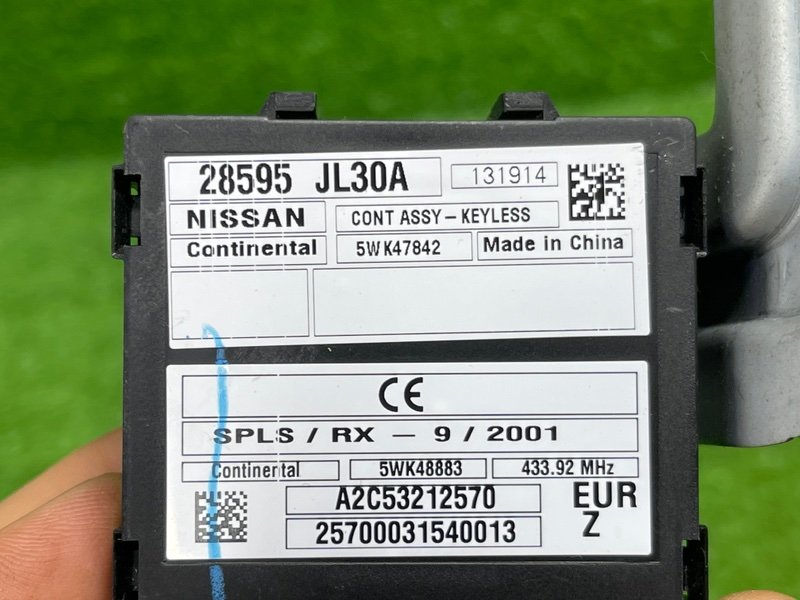 28595 JL30A 131914
NISSAN CONT ASSY-KEYLESS
Continental 5WK47842 Made in China
CE
SPLS / RX - 9 / 2001
Continental 5WK48883 433.92 MHz
A2C53212570 EUR
25700031540013 Z